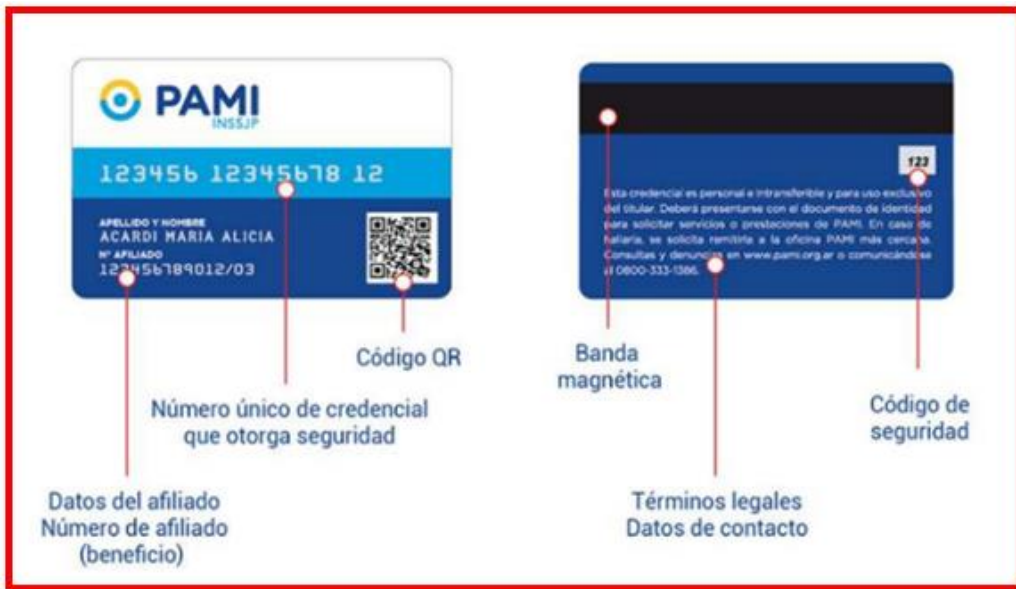 PAMI
INSSJP
123456 12345678 12
APELLIDO Y NOMBRE
ACARDI MARIA ALICIA
N° AFILIADO
123456789012/03
Código QR
Número único de credencial
que otorga seguridad
Datos del afiliado
Número de afiliado
(beneficio)
123
Esta credencial es personal e intransferible y para uso exclusivo
del titular. Deberá presentarse con el documento de identidad
para solicitar servicios o prestaciones de PAMI. En caso de
hallarla, se solicita remitirla a la oficina PAMI más cercana.
Consultas y denuncias en www.pami.org.ar o comunicándose
al 0800-333-1386.
Banda
magnética
Código de
seguridad
Términos legales
Datos de contacto